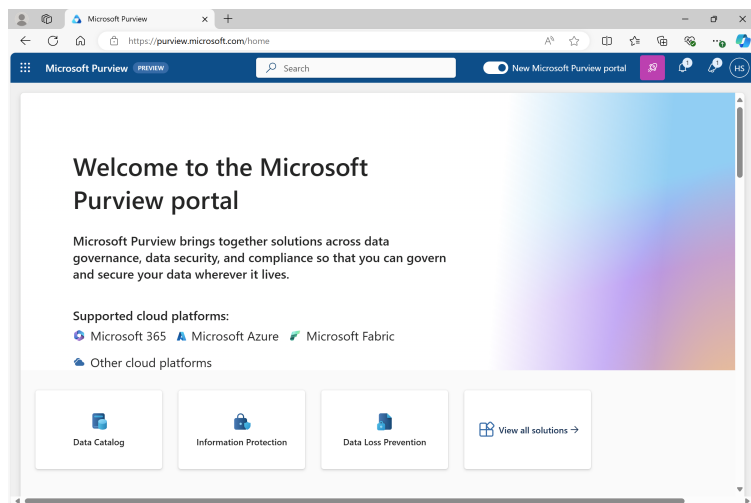 Microsoft Purview
https://purview.microsoft.com/home
Microsoft Purview PREVIEW
Search
New Microsoft Purview portal
1
1
HS
Welcome to the Microsoft
Purview portal
Microsoft Purview brings together solutions across data
governance, data security, and compliance so that you can govern
and secure your data wherever it lives.
Supported cloud platforms:
Microsoft 365 Microsoft Azure Microsoft Fabric
Other cloud platforms
Data Catalog
Information Protection
Data Loss Prevention
View all solutions →